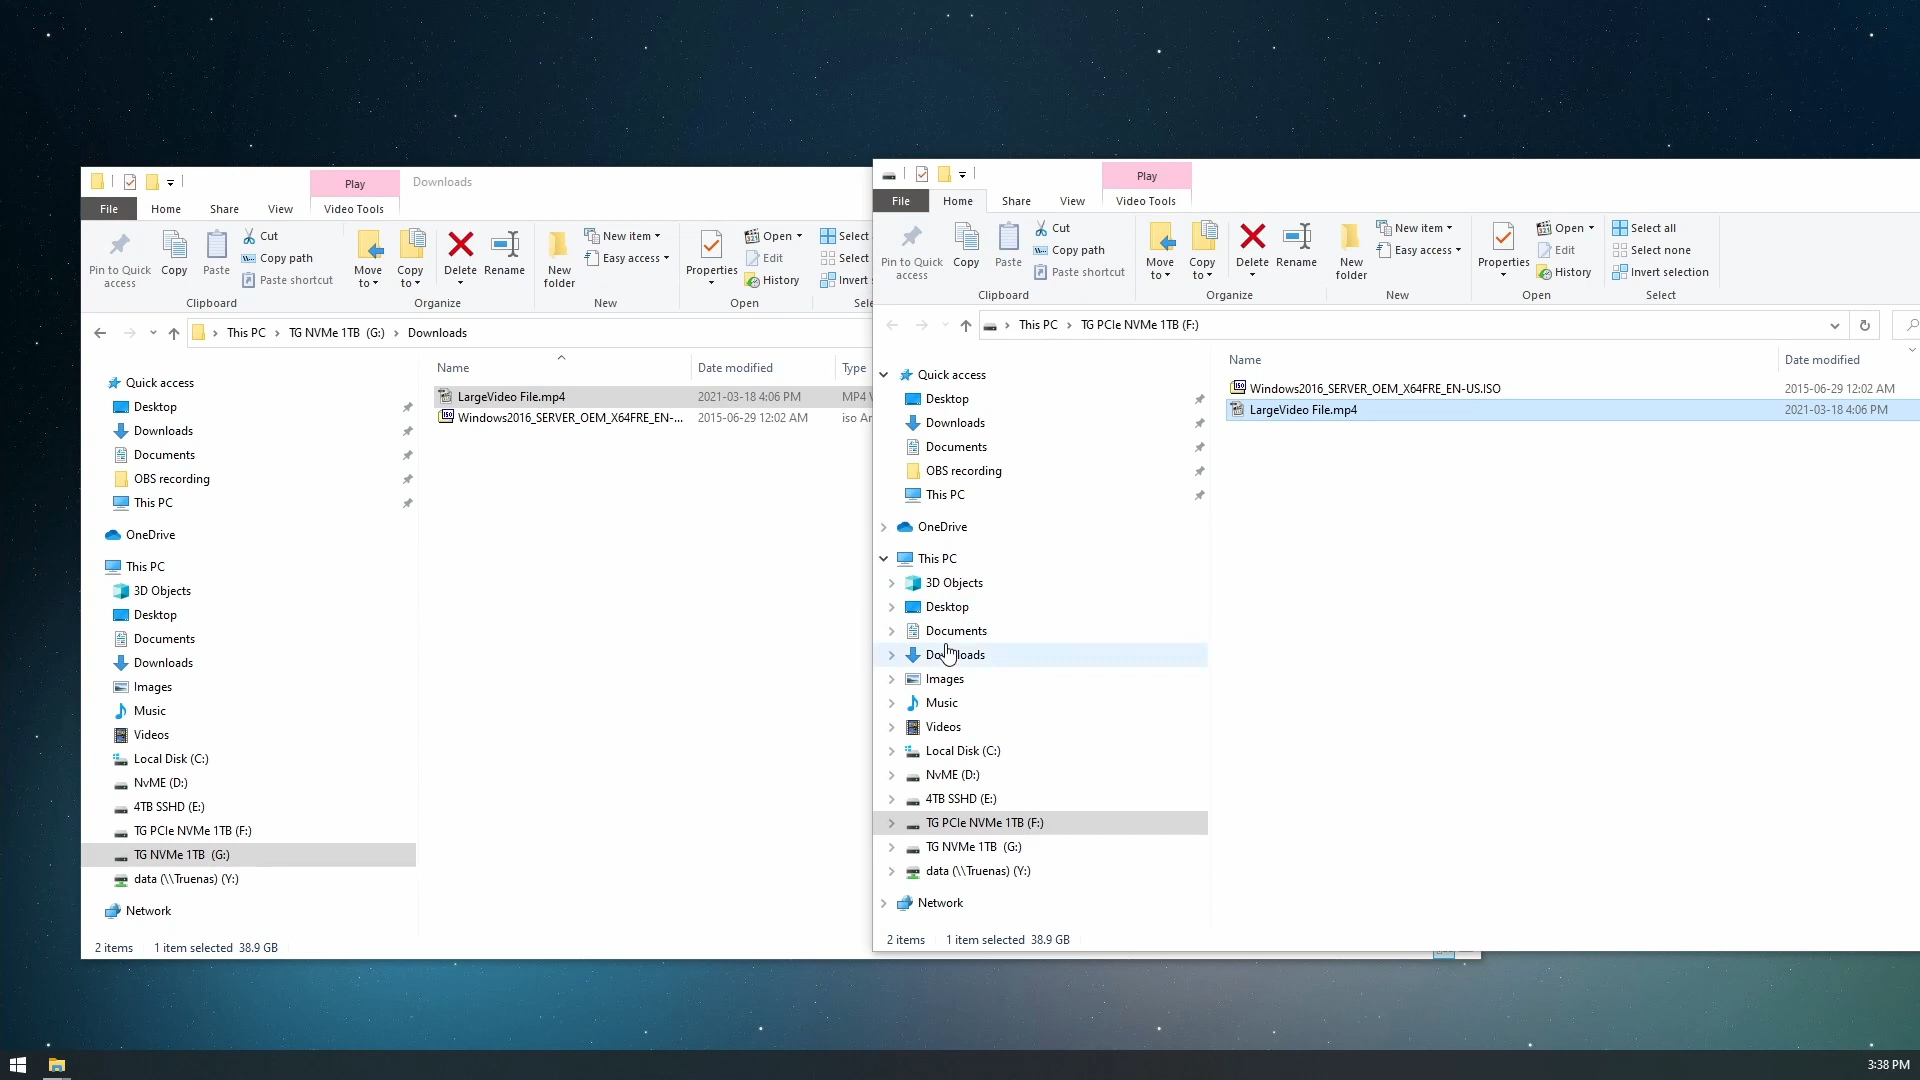 Play
Downloads
File
Home
Share
View
Video Tools
Pin to Quick access
Copy
Paste
Cut
Copy path
Paste shortcut
Move to
Copy to
Delete
Rename
New folder
New item
Easy access
Properties
Open
Edit
History
Select
Select
Invert
Clipboard
Organize
New
Open
Sele
This PC
TG NVMe 1TB (G:)
Downloads
Name
Date modified
Type
LargeVideo File.mp4
2021-03-18 4:06 PM
MP4 V
Windows2016_SERVER_OEM_X64FRE_EN-...
2015-06-29 12:02 AM
iso Ar
Quick access
Desktop
Downloads
Documents
OBS recording
This PC
OneDrive
This PC
3D Objects
Desktop
Documents
Downloads
Images
Music
Videos
Local Disk (C:)
NvME (D:)
4TB SSHD (E:)
TG PCIe NVMe 1TB (F:)
TG NVMe 1TB (G:)
data (\\Truenas) (Y:)
Network
2 items
1 item selected 38.9 GB
Play
File
Home
Share
View
Video Tools
Pin to Quick access
Copy
Paste
Cut
Copy path
Paste shortcut
Move to
Copy to
Delete
Rename
New folder
New item
Easy access
Properties
Open
Edit
History
Select all
Select none
Invert selection
Clipboard
Organize
New
Open
Select
This PC
TG PCIe NVMe 1TB (F:)
Name
Date modified
Windows2016_SERVER_OEM_X64FRE_EN-US.ISO
2015-06-29 12:02 AM
LargeVideo File.mp4
2021-03-18 4:06 PM
Quick access
Desktop
Downloads
Documents
OBS recording
This PC
OneDrive
This PC
3D Objects
Desktop
Documents
Downloads
Images
Music
Videos
Local Disk (C:)
NvME (D:)
4TB SSHD (E:)
TG PCIe NVMe 1TB (F:)
TG NVMe 1TB (G:)
data (\\Truenas) (Y:)
Network
2 items
1 item selected 38.9 GB
3:38 PM